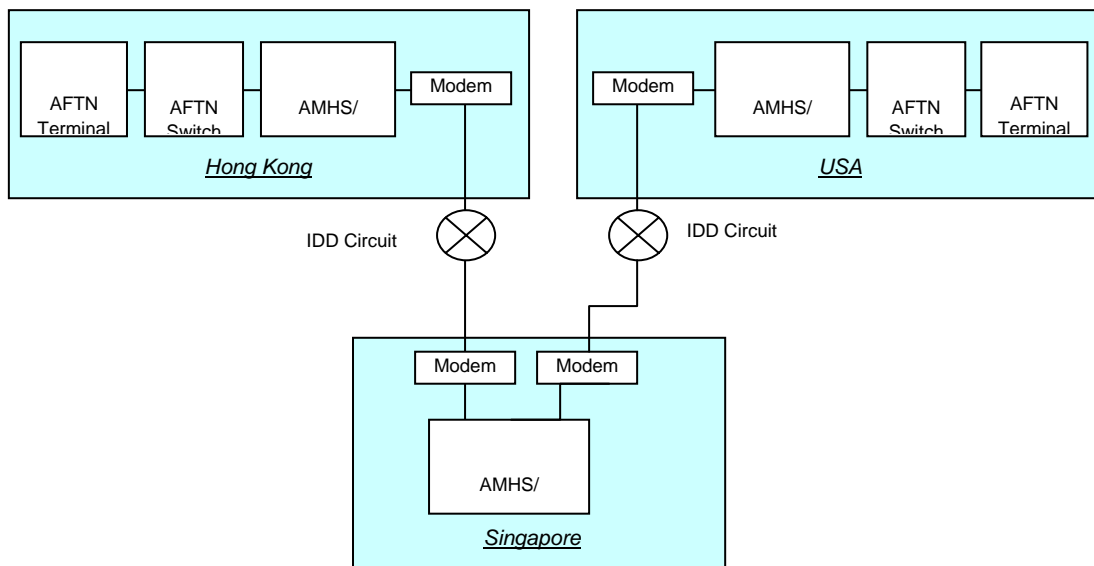 AFTN
Terminal
AFTN
Switch
AMHS/
Modem
Hong Kong
Modem
AMHS/
AFTN
Switch
AFTN
Terminal
USA
IDD Circuit
IDD Circuit
Modem
Modem
AMHS/
Singapore